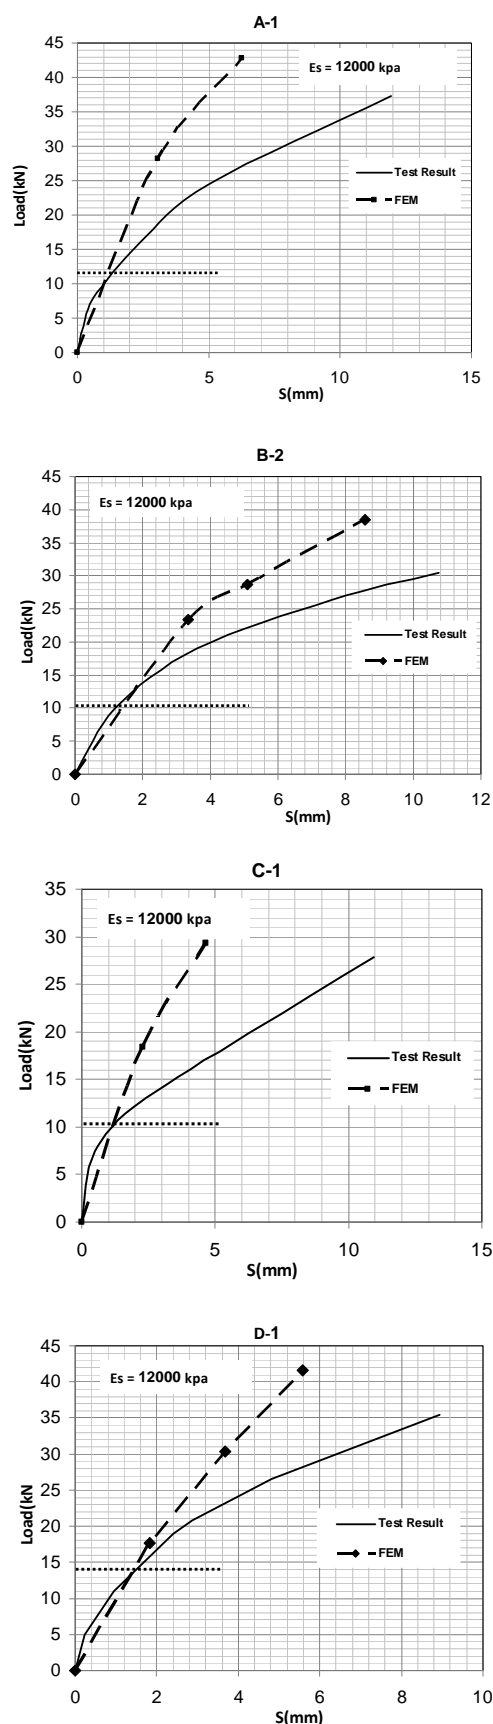 A-1
45
Es = 12000 kpa
40
35
30
Test Result
25
FEM
20
15
10
5
0
Load(kN)
0 5 10 15
S(mm)
B-2
45
Es = 12000 kpa
40
35
30
25
Test Result
20
FEM
15
10
5
0
Load(kN)
0 2 4 6 8 10 12
S(mm)
C-1
35
Es = 12000 kpa
30
25
20
Test Result
15
FEM
10
5
0
Load(kN)
0 5 10 15
S(mm)
D-1
45
Es = 12000 kpa
40
35
30
25
Test Result
20
FEM
15
10
5
0
Load(kN
0 2 4 6 8 10
S(mm)